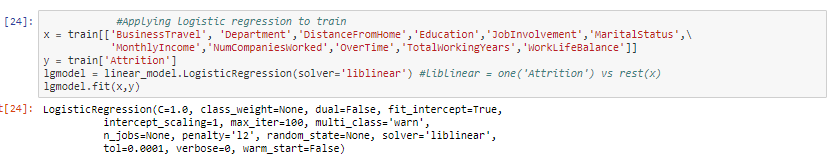 [24]: #Applying Logistic regression to train
x = train[['BusinessTravel', 'Department','DistanceFromHome','Education','JobInvolvement','MaritalStatus',\
'MonthlyIncome','NumCompaniesWorked','OverTime','TotalWorkingYears','WorkLifeBalance']]
y = train['Attrition']
lgmodel = linear_model.LogisticRegression(solver='liblinear') #Liblinear = one('Attrition') vs rest(x)
lgmodel.fit(x,y)
t[24]: LogisticRegression(C=1.0, class_weight=None, dual=False, fit_intercept=True,
intercept_scaling=1, max_iter=100, multi_class='warn',
n_jobs=None, penalty='l2', random_state=None, solver='liblinear',
tol=0.0001, verbose=0, warm_start=False)